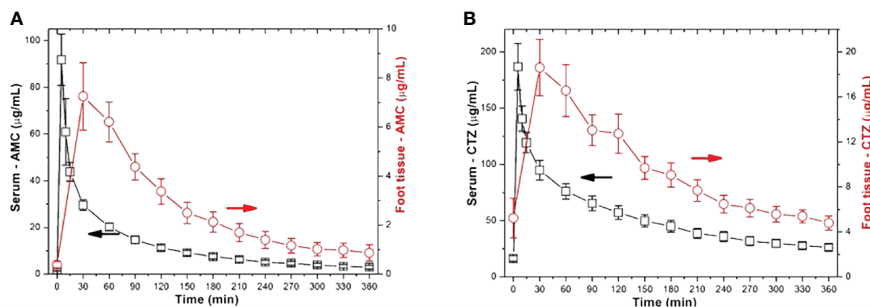 A
Serum - AMC (µg/mL)
100
80
60
40
20
0
10
8
6
4
2
0
Foot tissue - AMC (µg/mL)
0 30 60 90 120 150 180 210 240 270 300 330 360
Time (min)
B
Serum - CTZ (µg/mL)
200
150
100
50
0
20
16
12
8
4
0
Foot tissue - CTZ (µg/mL)
0 30 60 90 120 150 180 210 240 270 300 330 360
Time (min)